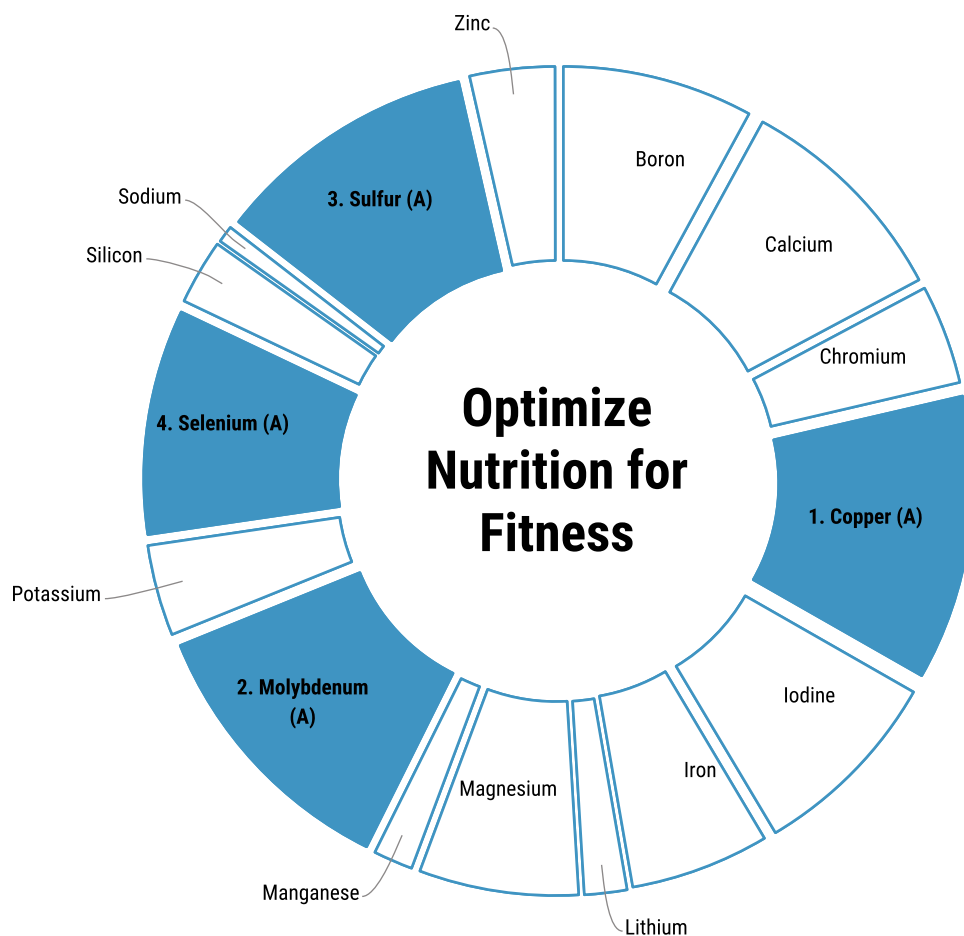 Zinc
Boron
Calcium
Chromium
1. Copper (A)
Iodine
Iron
Lithium
Magnesium
Manganese
2. Molybdenum
(A)
Potassium
4. Selenium (A)
Silicon
Sodium
3. Sulfur (A)
Optimize
Nutrition for
Fitness